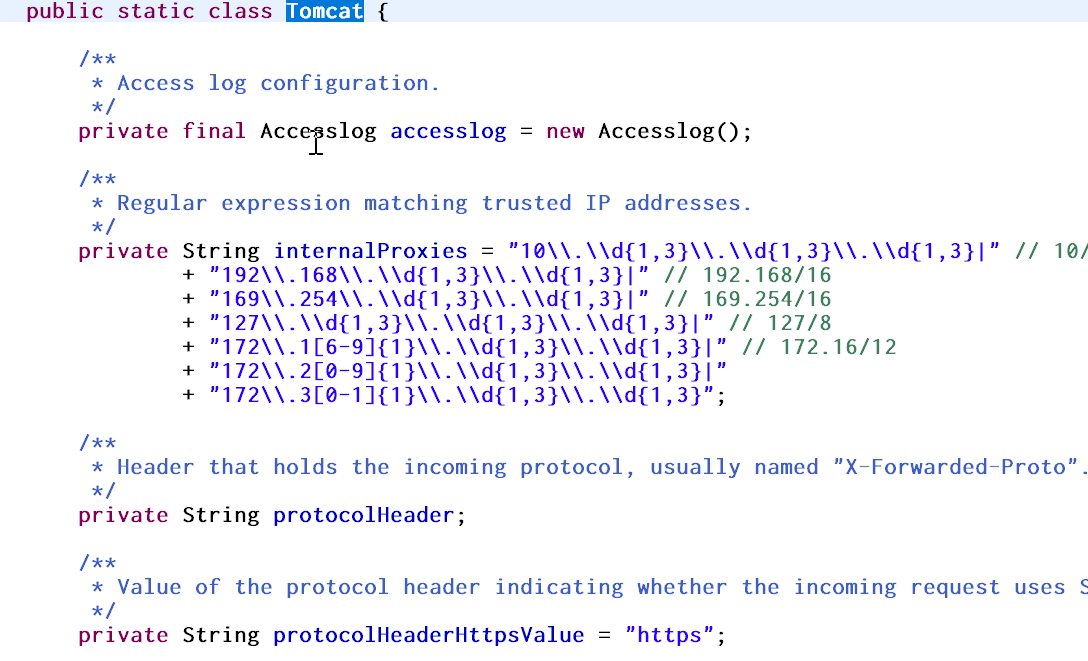 public static class Tomcat {
/**
* Access log configuration.
*/
private final Accesslog accesslog = new Accesslog();
/**
* Regular expression matching trusted IP addresses.
*/
private String internalProxies = "10\\.\\d{1,3}\\.\\d{1,3}\\.\\d{1,3}|" // 10/
+ "192\\.168\\.\\d{1,3}\\.\\d{1,3}|" // 192.168/16
+ "169\\.254\\.\\d{1,3}\\.\\d{1,3}|" // 169.254/16
+ "127\\.\\d{1,3}\\.\\d{1,3}\\.\\d{1,3}|" // 127/8
+ "172\\.1[6-9]{1}\\.\\d{1,3}\\.\\d{1,3}|" // 172.16/12
+ "172\\.2[0-9]{1}\\.\\d{1,3}\\.\\d{1,3}|"
+ "172\\.3[0-1]{1}\\.\\d{1,3}\\.\\d{1,3}";
/**
* Header that holds the incoming protocol, usually named "X-Forwarded-Proto".
*/
private String protocolHeader;
/**
* Value of the protocol header indicating whether the incoming request uses S
*/
private String protocolHeaderHttpsValue = "https";